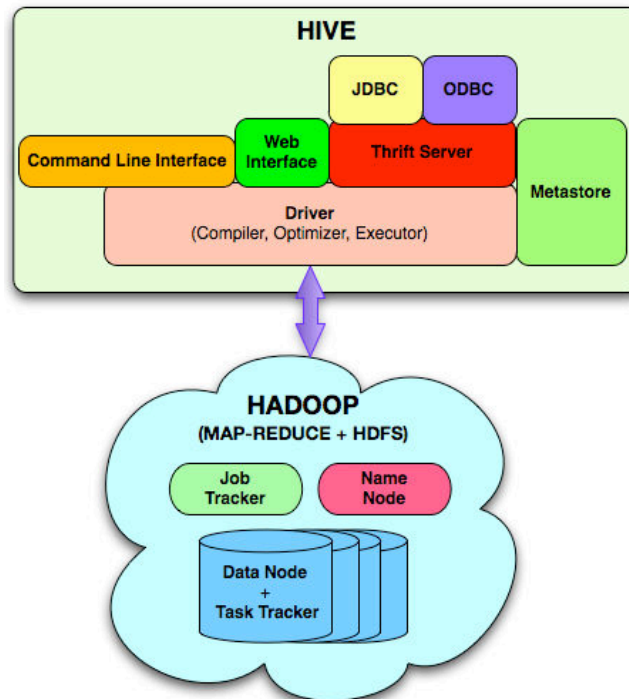 HIVE
JDBC
ODBC
Command Line Interface
Web
Interface
Thrift Server
Metastore
Driver
(Compiler, Optimizer, Executor)
HADOOP
(MAP-REDUCE + HDFS)
Job
Tracker
Name
Node
Data Node
+
Task Tracker